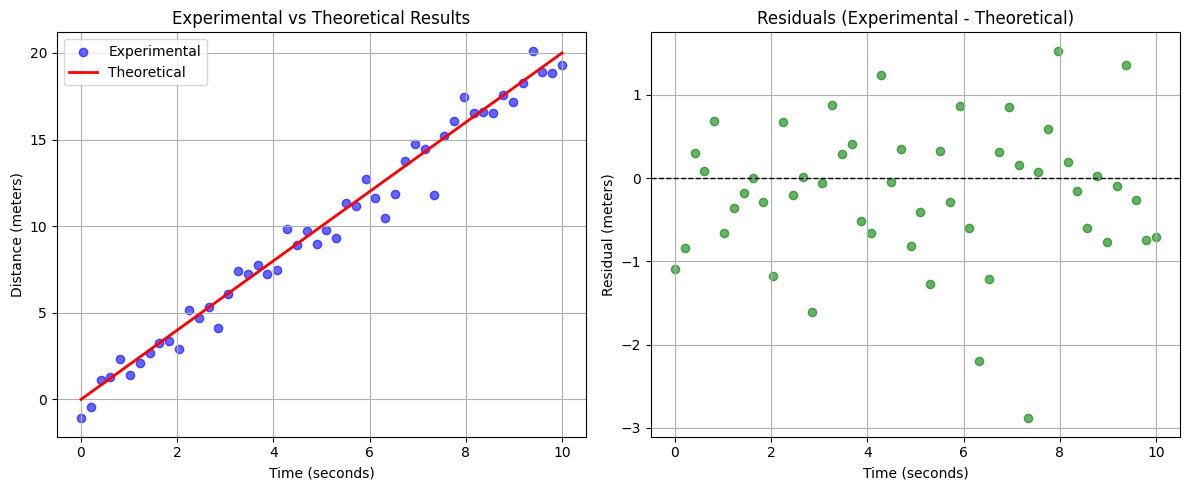 Experimental vs Theoretical Results
Experimental
Theoretical
20
15
10
5
0
Distance (meters)
0 2 4 6 8 10
Time (seconds)
Residuals (Experimental - Theoretical)
1
0
−1
−2
−3
Residual (meters)
0 2 4 6 8 10
Time (seconds)